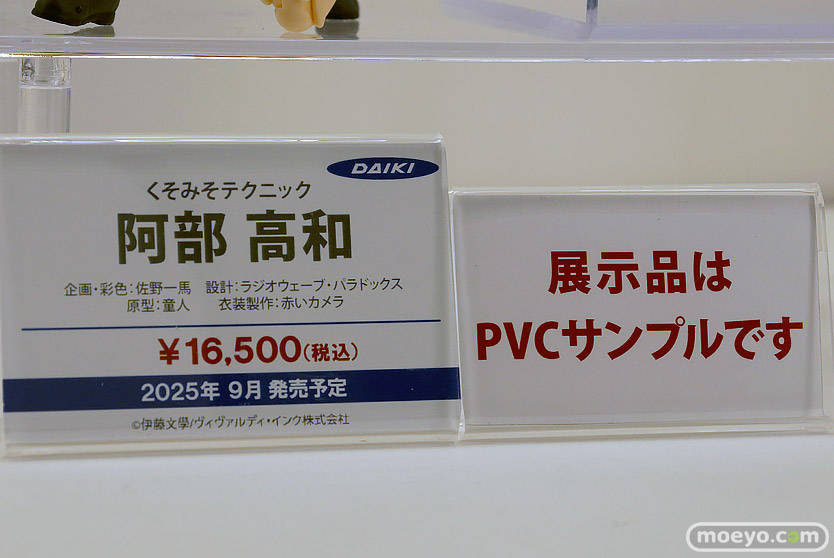 DAIKI
くそみそテクニック
阿部 高和
企画・彩色：佐野一馬　設計：ラジオウェーブ・パラドックス
原型：童人　衣装製作：赤いカメラ
¥16,500(税込)
2025年 9月 発売予定
©伊藤文學/ヴィヴァルディ・インク株式会社
展示品は
PVCサンプルです
moeyo.com